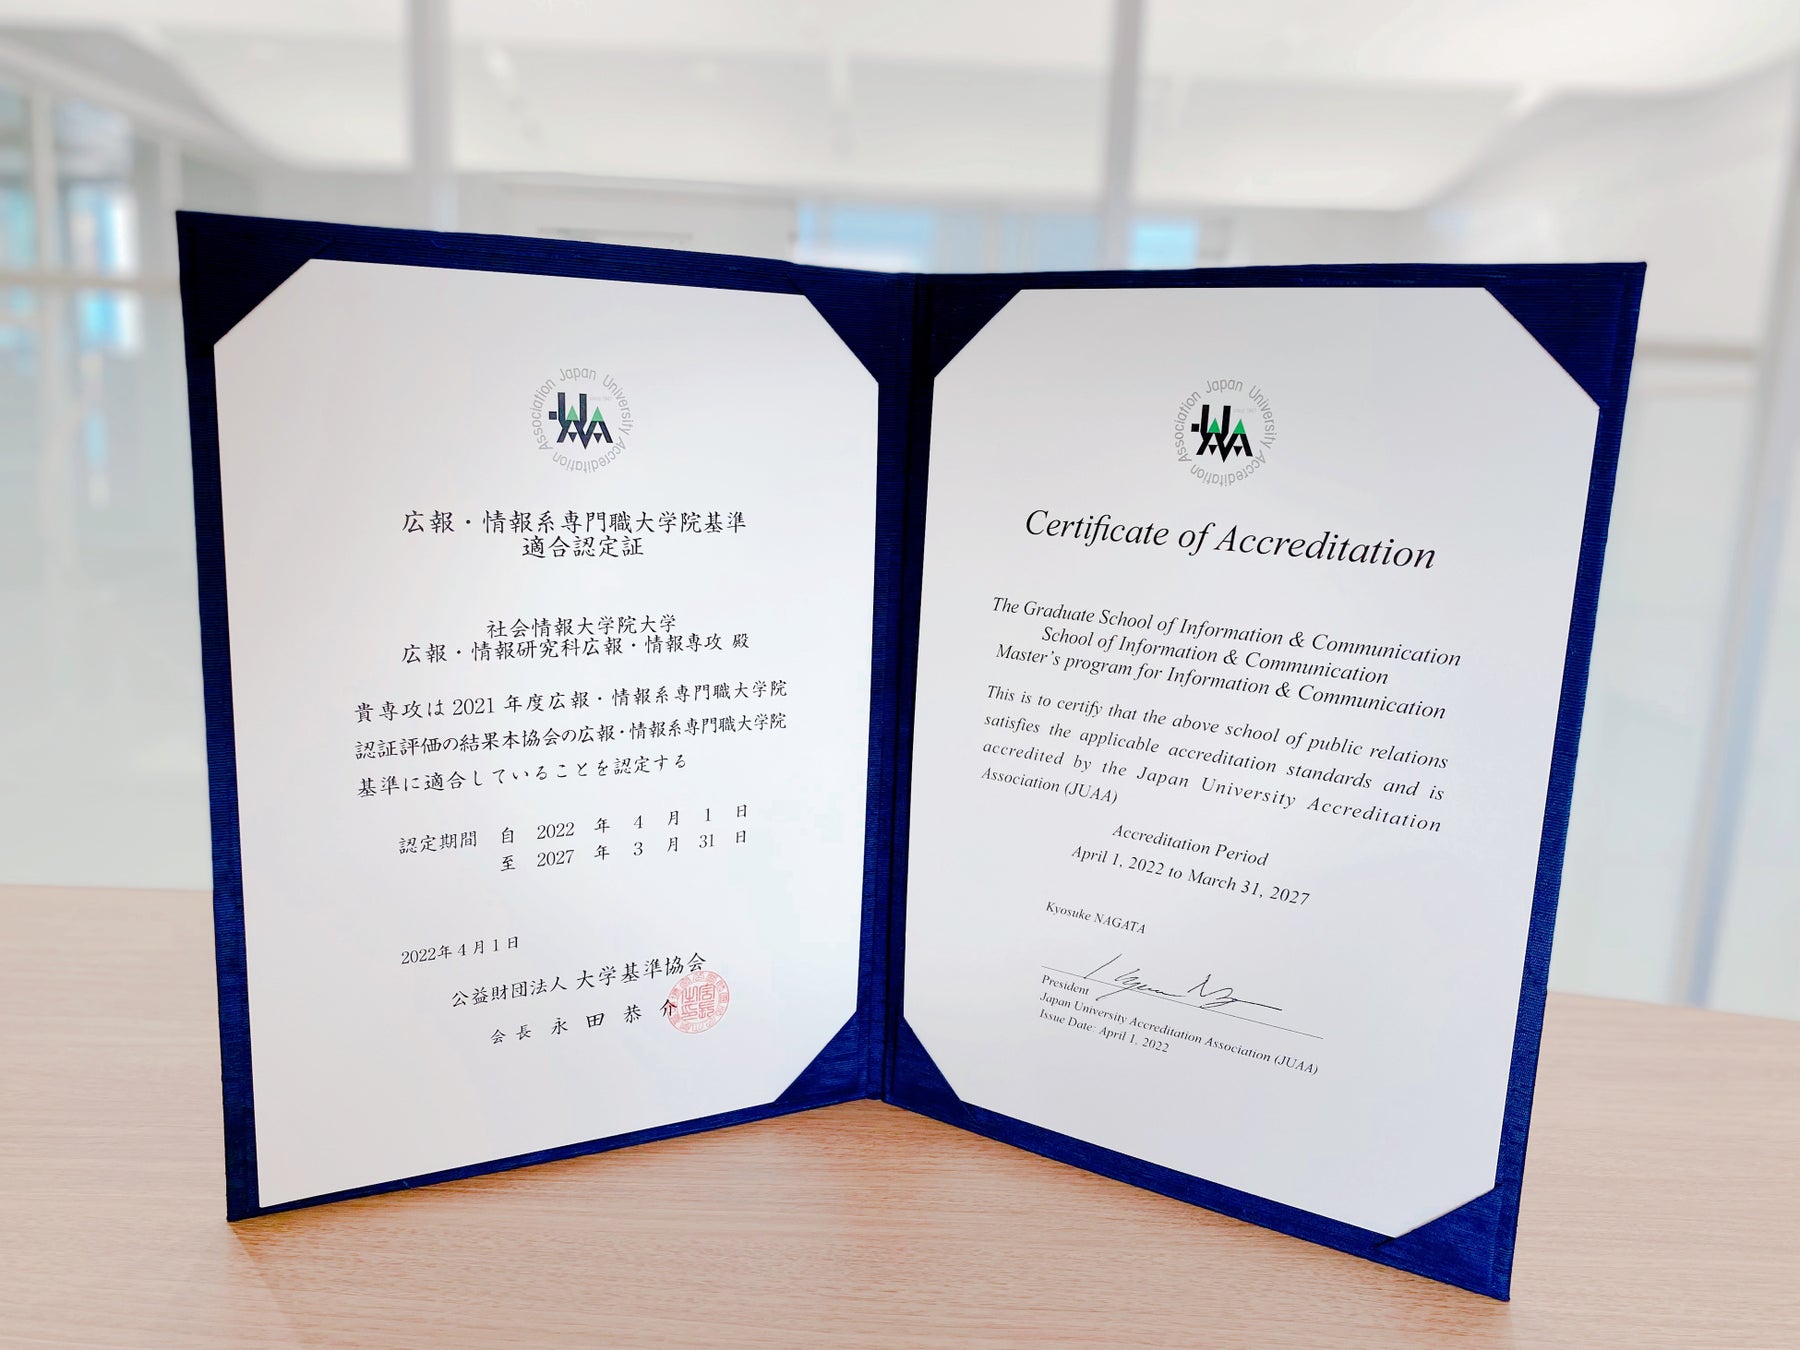 Japan University Accreditation Association
JUAA
広報・情報系専門職大学院基準
適合認定証
社会情報大学院大学
広報・情報研究科広報・情報専攻 殿
貴専攻は 2021 年度広報・情報系専門職大学院
認証評価の結果本協会の広報・情報系専門職大学院
基準に適合していることを認定する
認定期間 自 2022 年 4 月 1 日
至 2027 年 3 月 31 日
2022年4月1日
公益財団法人 大学基準協会
会長 永田 恭介
Japan University Accreditation Association
JUAA
Certificate of Accreditation
The Graduate School of Information & Communication
School of Information & Communication
Master's program for Information & Communication
This is to certify that the above school of public relations
satisfies the applicable accreditation standards and is
accredited by the Japan University Accreditation
Association (JUAA)
Accreditation Period
April 1, 2022 to March 31, 2027
Kyosuke NAGATA
President
Japan University Accreditation Association (JUAA)
Issue Date: April 1, 2022